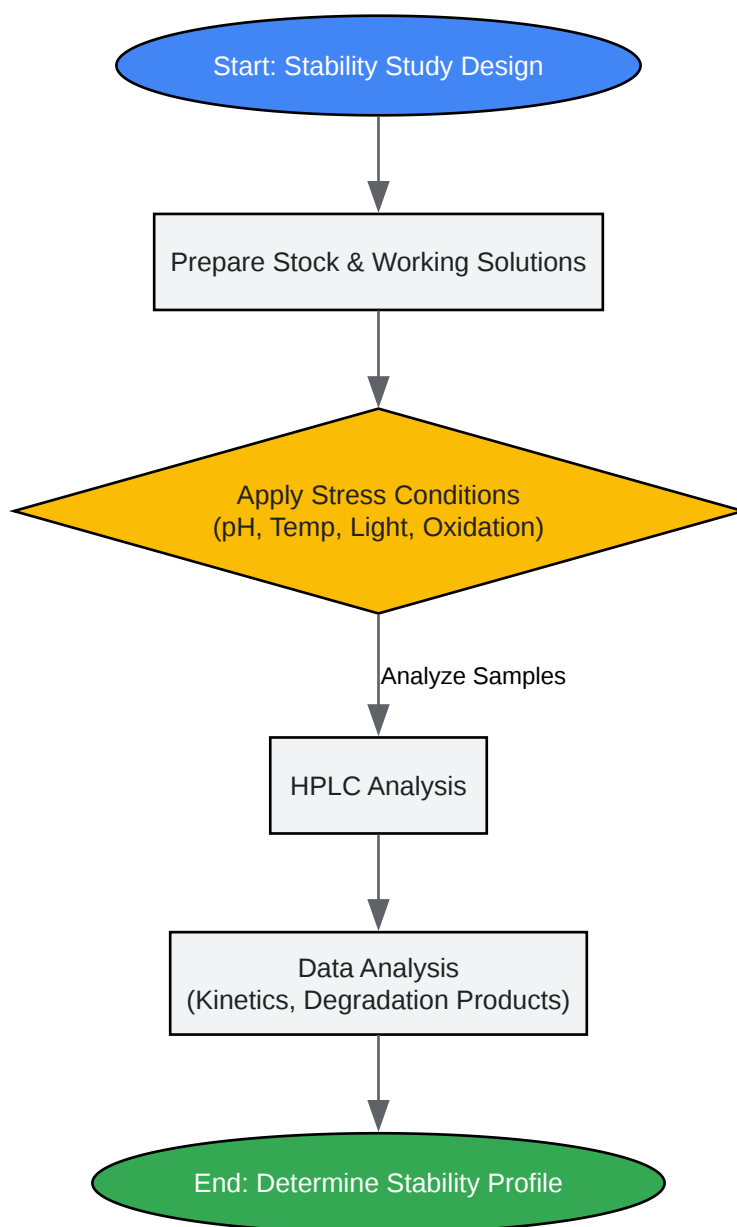 Start: Stability Study Design
Prepare Stock & Working Solutions
Apply Stress Conditions
(pH, Temp, Light, Oxidation)
Analyze Samples
HPLC Analysis
Data Analysis
(Kinetics, Degradation Products)
End: Determine Stability Profile